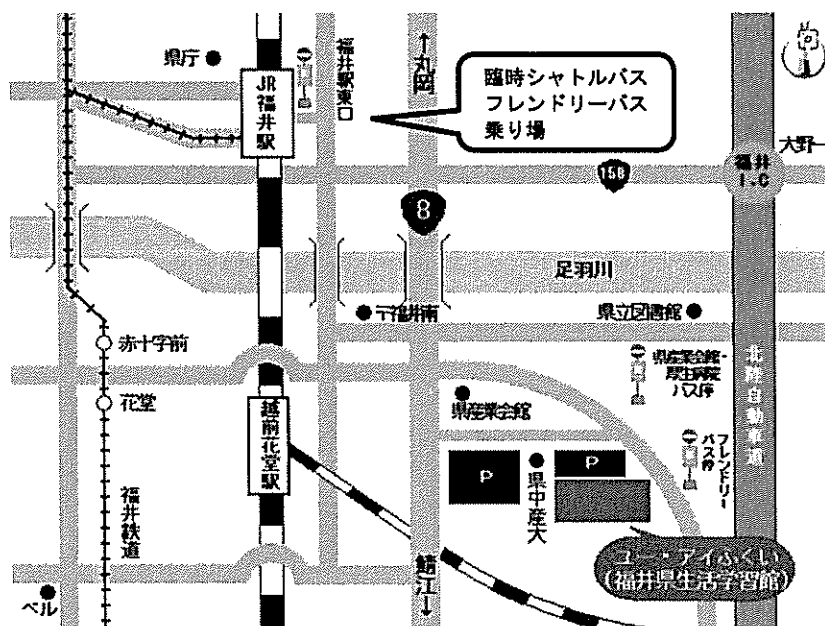 県庁
JR福井駅
福井駅東口
↑丸岡
臨時シャトルバス
フレンドリーバス
乗り場
大野→
158
福井
I.C
8
足羽川
〒福井南
県立図書館
赤十字前
花堂
県産業会館・
厚生病院
バス停
北陸自動車道
県産業会館
越前花堂駅
フレンドリー
バス停
P
P
県中産大
福井鉄道
鯖江↓
ユー・アイふくい
(福井県生活学習館)
ベル